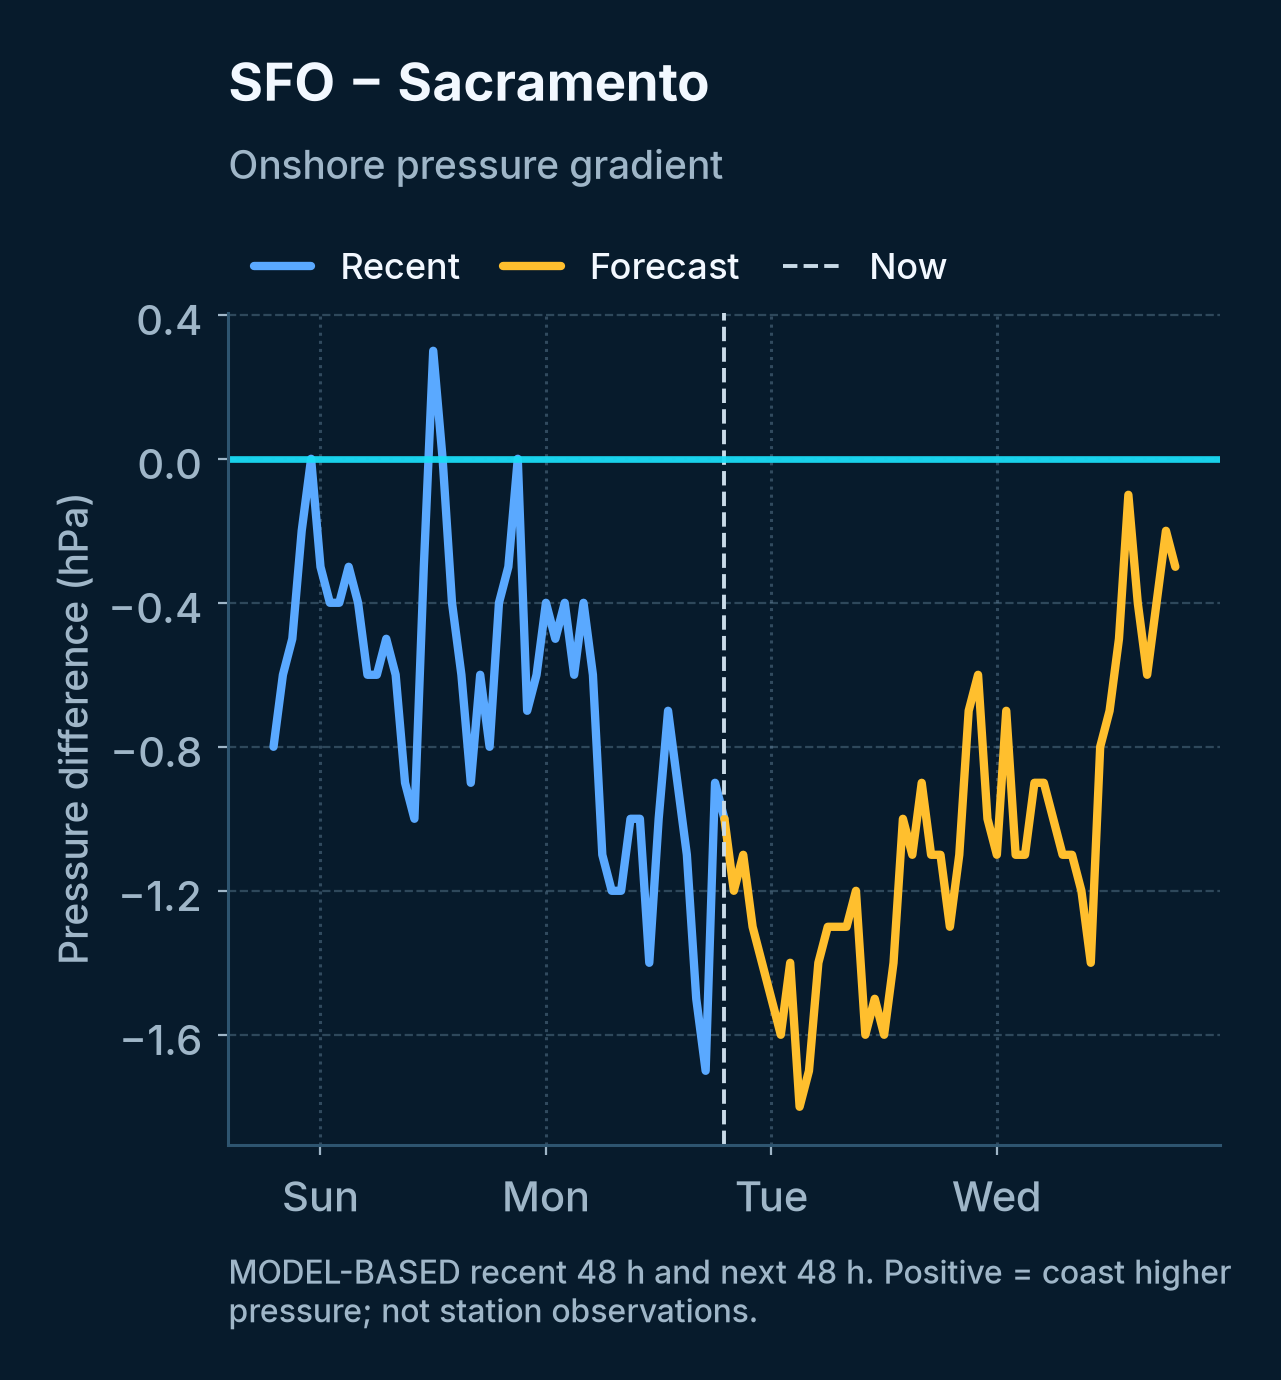 SFO − Sacramento
Onshore pressure gradient
Recent Forecast Now
0.4
0.0
−0.4
−0.8
−1.2
−1.6
Pressure difference (hPa)
Sun Mon Tue Wed
MODEL-BASED recent 48 h and next 48 h. Positive = coast higher
pressure; not station observations.